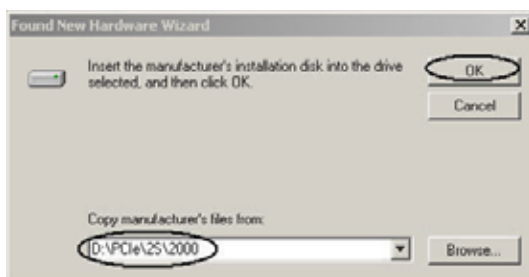 Found New Hardware Wizard
Insert the manufacturer's installation disk into the drive
selected, and then click OK.
OK
Cancel
Copy manufacturer's files from:
D:\PCIe\2S\2000
Browse...